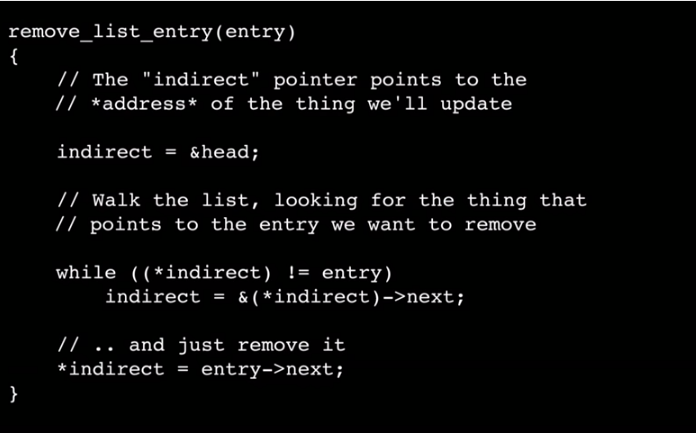 remove_list_entry(entry)
{
    // The "indirect" pointer points to the
    // *address* of the thing we'll update
    indirect = &head;
    // Walk the list, looking for the thing that
    // points to the entry we want to remove
    while ((*indirect) != entry)
        indirect = &(*indirect)->next;
    // .. and just remove it
    *indirect = entry->next;
}